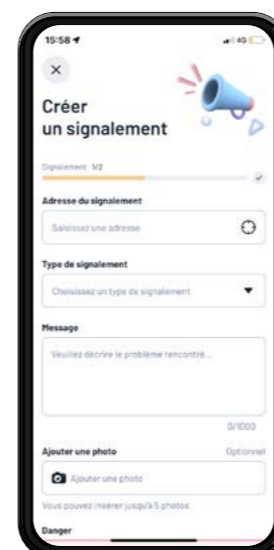 15:58
4G
Créer
un signalement
Signalement 1/2
Adresse du signalement
Saisissez une adresse
Type de signalement
Choisissez un type de signalement
Message
Veuillez décrire le problème rencontré...
0/1000
Ajouter une photo Optionnel
Ajouter une photo
Vous pouvez insérer jusqu'à 5 photos
Danger